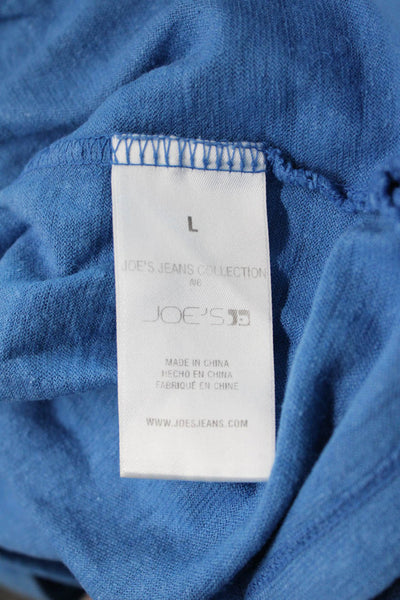 L
JOE'S JEANS COLLECTION
JOE'S
MADE IN CHINA
HECHO EN CHINA
FABRIQUÉ EN CHINE
WWW.JOESJEANS.COM